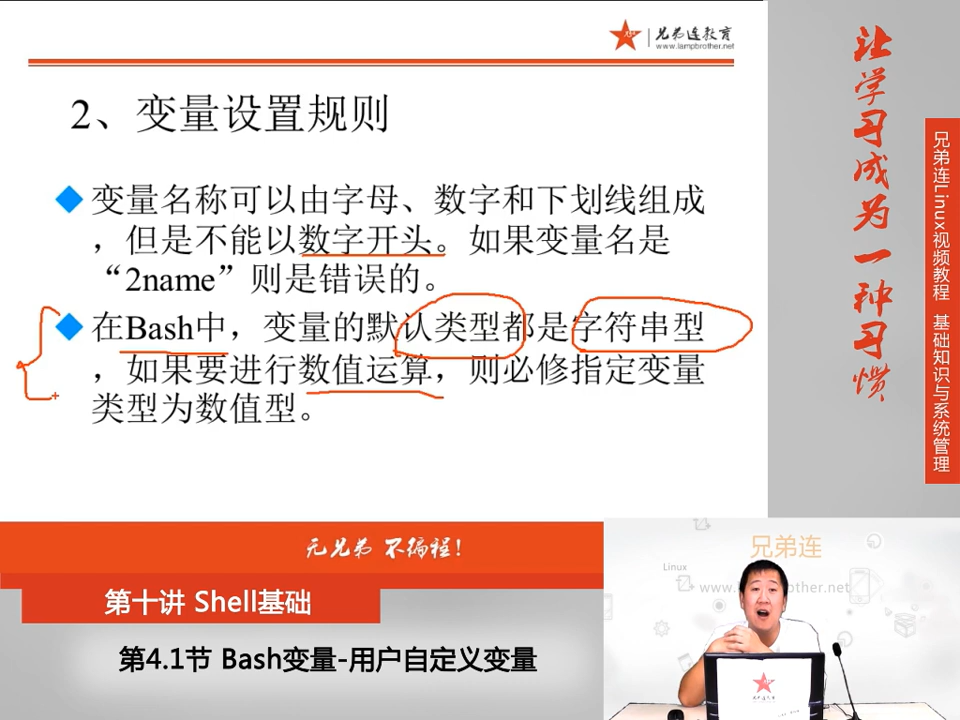 兄弟连教育
www.lampbrother.net
2、变量设置规则
变量名称可以由字母、数字和下划线组成
，但是不能以数字开头。如果变量名是
“2name”则是错误的。
在Bash中，变量的默认类型都是字符串型
，如果要进行数值运算，则必修指定变量
类型为数值型。
让学习成为一种习惯
兄弟连Linux视频教程 基础知识与系统管理
无兄弟 不编程!
第十讲 Shell基础
第4.1节 Bash变量-用户自定义变量
兄弟连
Linux